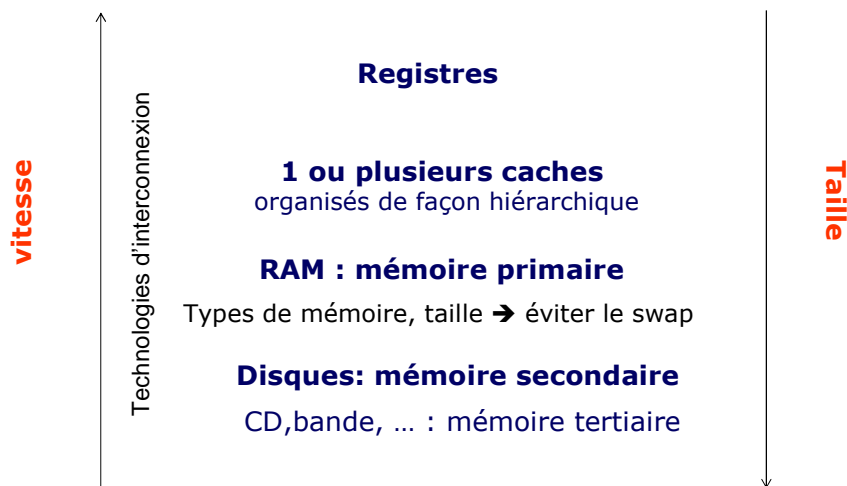 vitesse
Technologies d'interconnexion
Registres
1 ou plusieurs caches
organisés de façon hiérarchique
RAM : mémoire primaire
Types de mémoire, taille ➔ éviter le swap
Disques: mémoire secondaire
CD,bande, ... : mémoire tertiaire
Taille